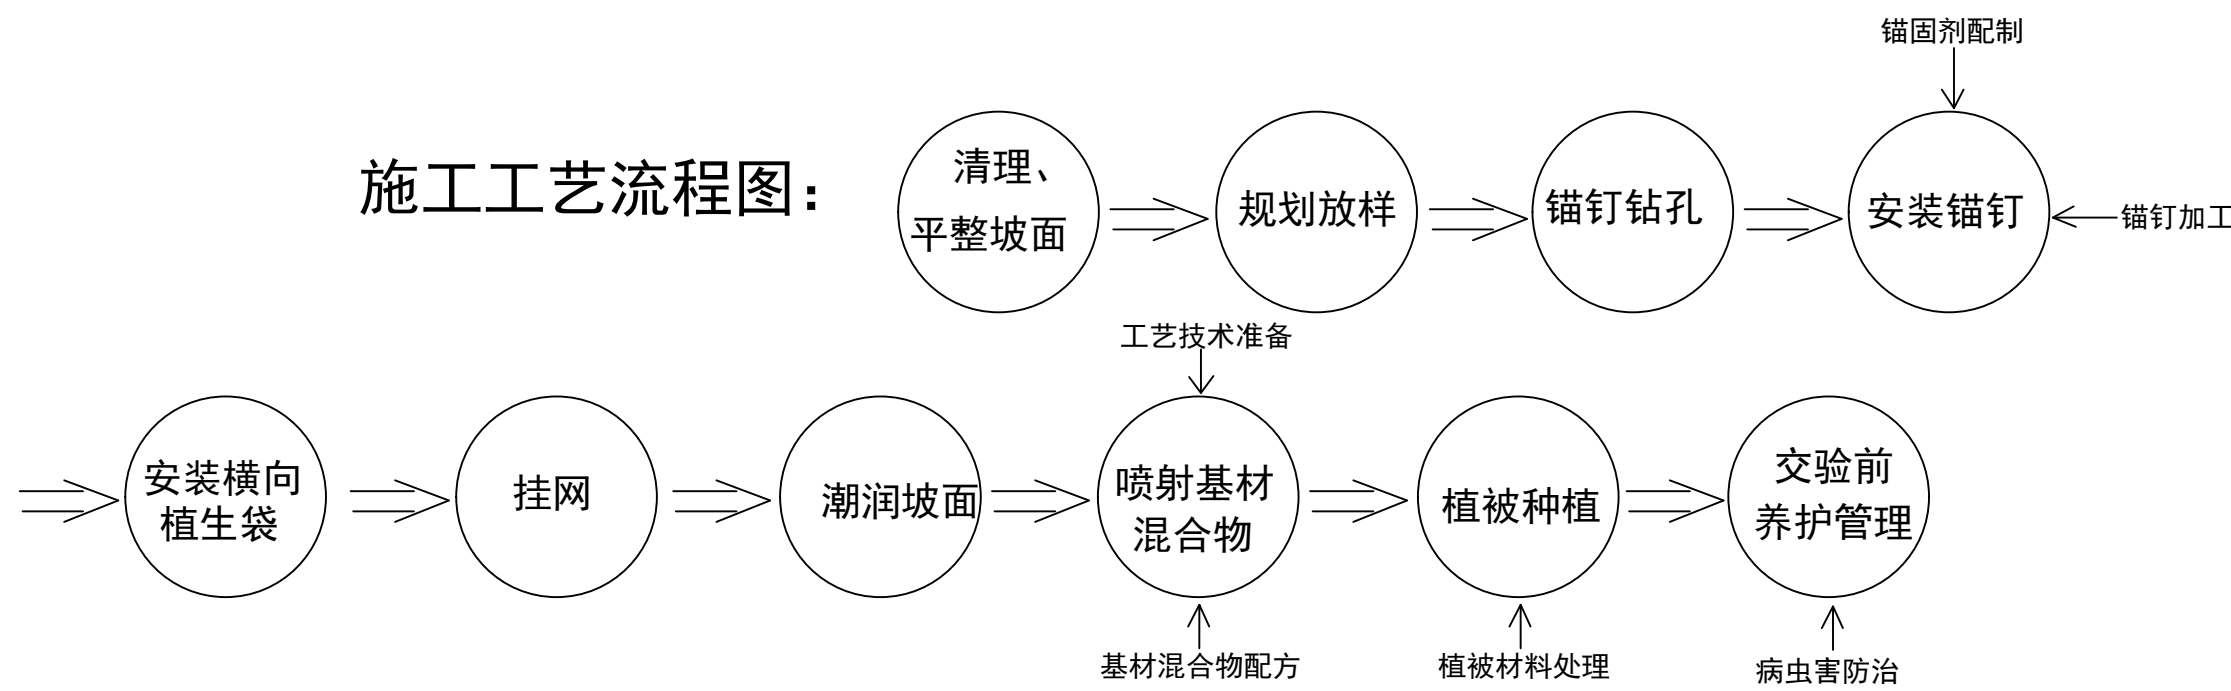 锚固剂配制
施工工艺流程图：
清理、
平整坡面
规划放样
锚钉钻孔
安装锚钉
锚钉加工
工艺技术准备
安装横向
植生袋
挂网
潮润坡面
喷射基材
混合物
植被种植
交验前
养护管理
基材混合物配方
植被材料处理
病虫害防治